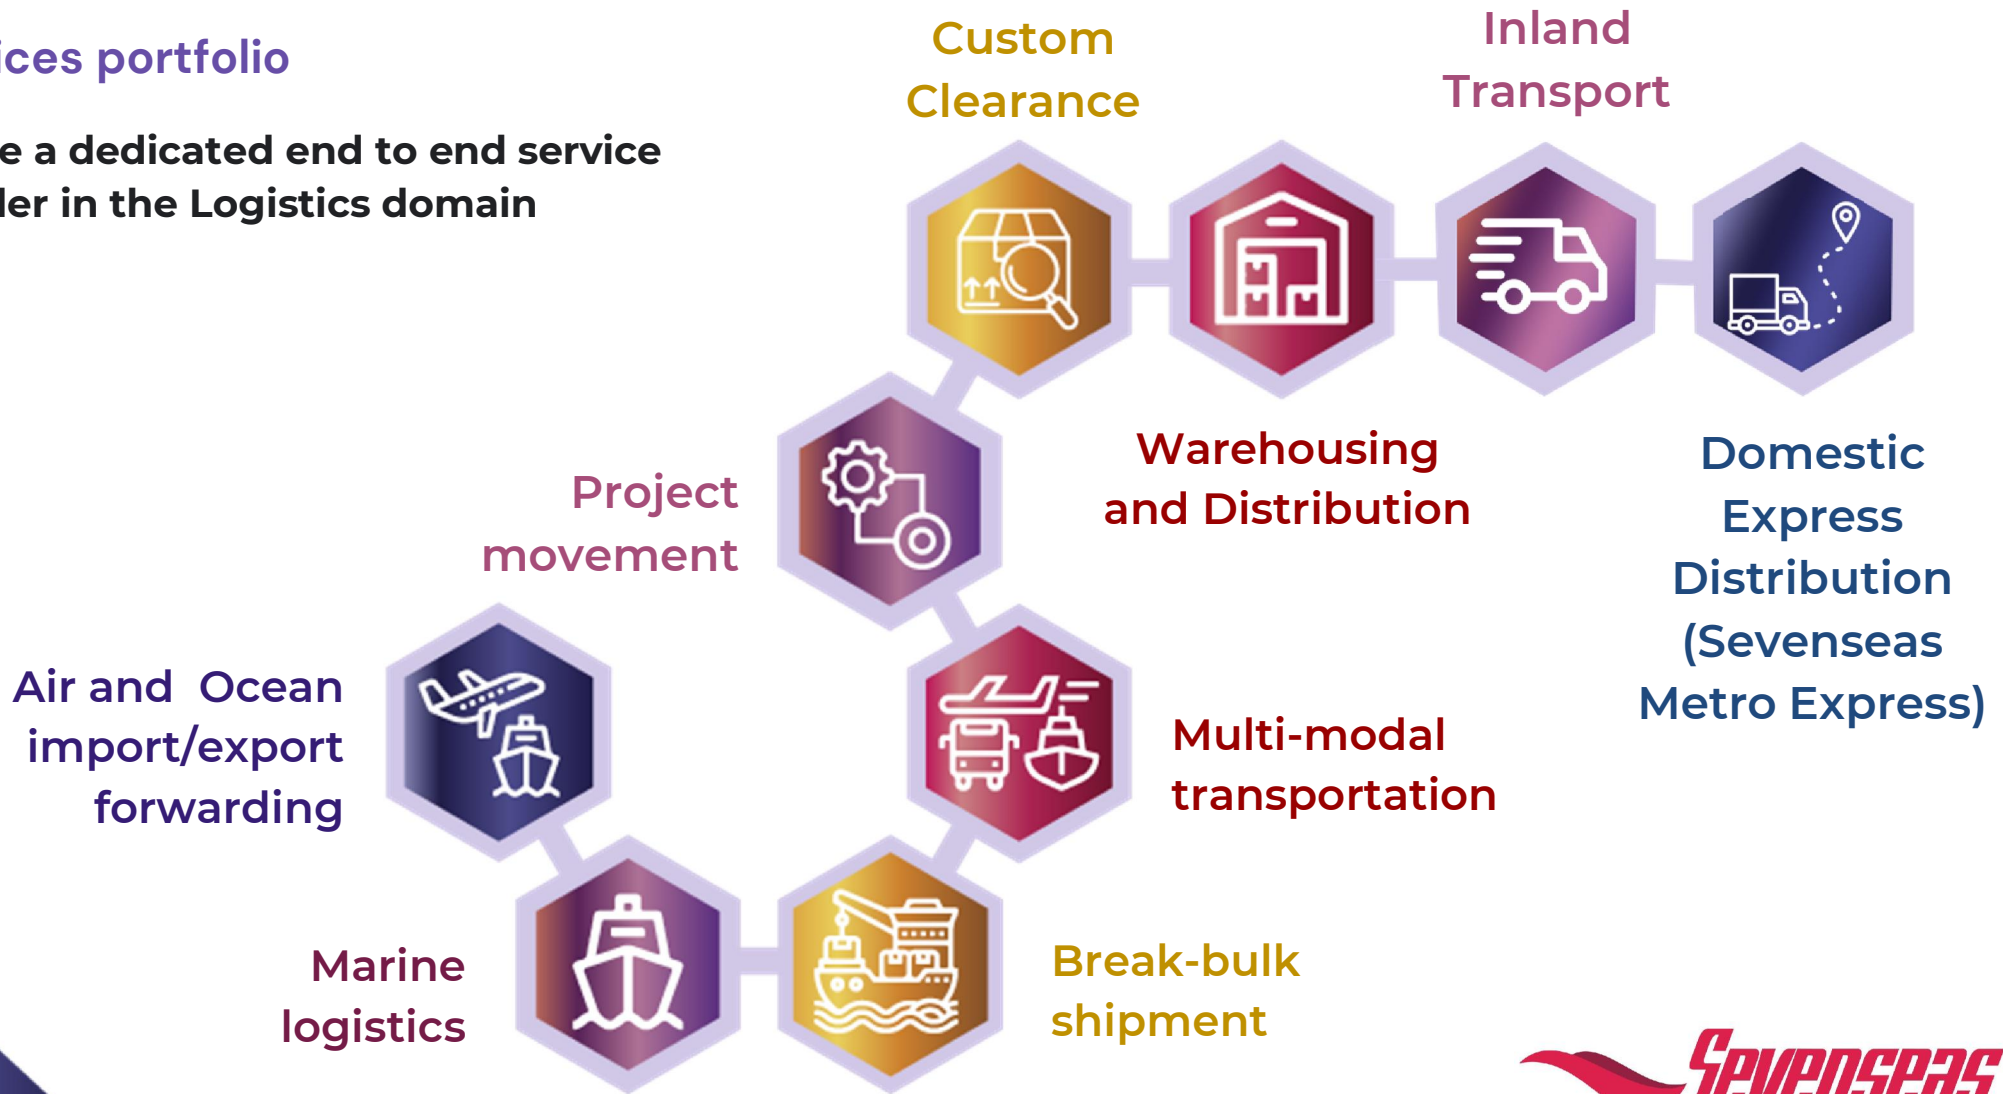 ices portfolio
e a dedicated end to end service
ler in the Logistics domain
Custom
Clearance
Inland
Transport
Warehousing
and Distribution
Domestic
Express
Distribution
(Sevenseas
Metro Express)
Project
movement
Air and Ocean
import/export
forwarding
Multi-modal
transportation
Marine
logistics
Break-bulk
shipment
Sevenseas